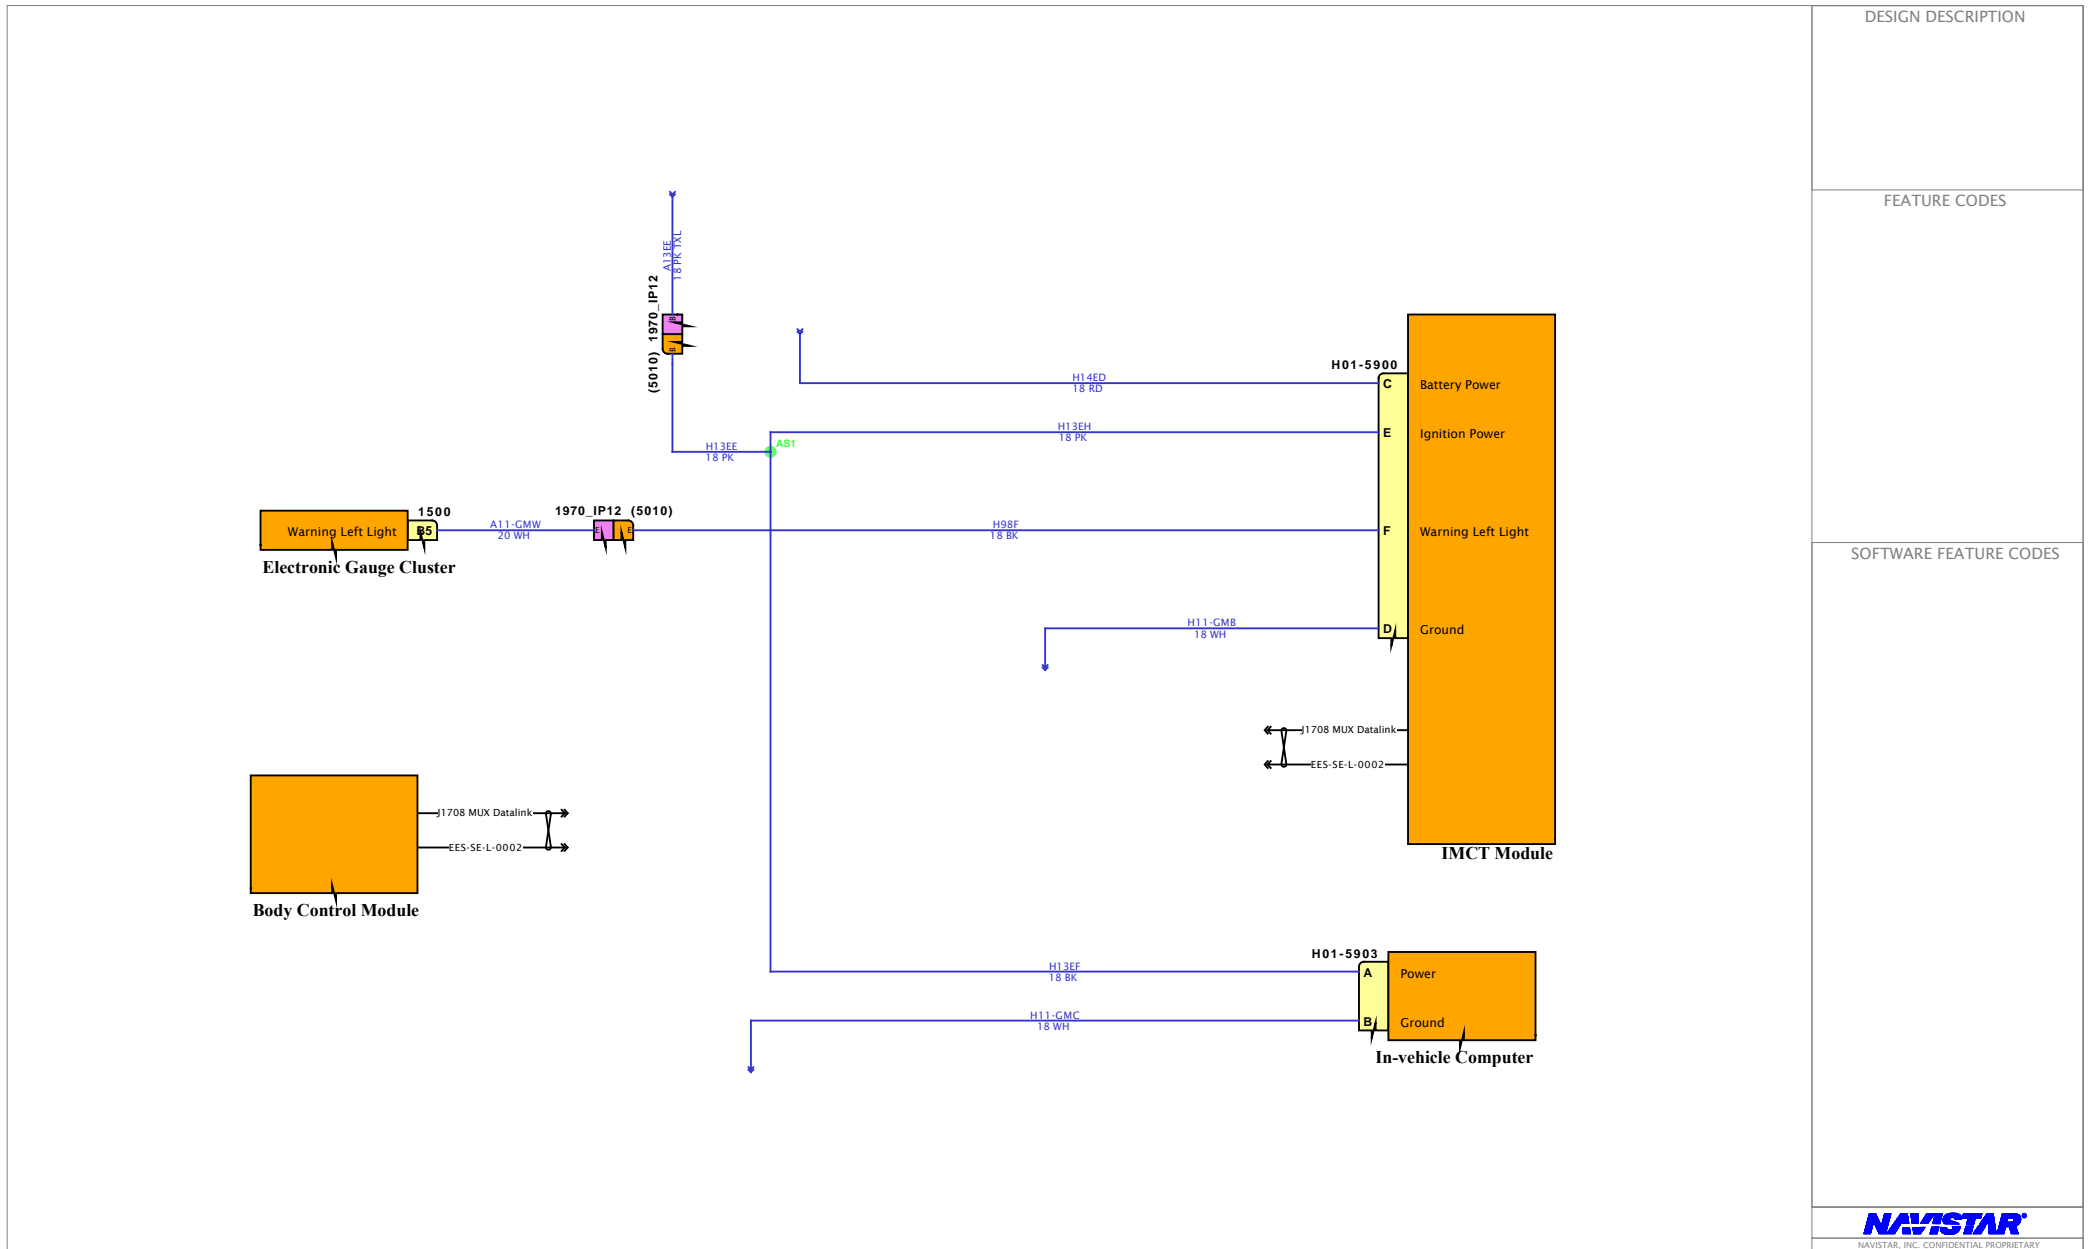 DESIGN DESCRIPTION
FEATURE CODES
SOFTWARE FEATURE CODES
A13EE
18 PK TXL
(5010) 1970_IP12
B
B
H14ED
18 RD
H01-5900
C
Battery Power
H13EH
18 PK
E
Ignition Power
H13EE
18 PK
AS1
Warning Left Light
1500
B5
Electronic Gauge Cluster
A11-GMW
20 WH
1970_IP12 (5010)
E
E
H98F
18 BK
F
Warning Left Light
H11-GMB
18 WH
D
Ground
J1708 MUX Datalink
EES-SE-L-0002
IMCT Module
J1708 MUX Datalink
EES-SE-L-0002
Body Control Module
H01-5903
H13EF
18 BK
A
Power
H11-GMC
18 WH
B
Ground
In-vehicle Computer
NAVISTAR
NAVISTAR, INC. CONFIDENTIAL PROPRIETARY